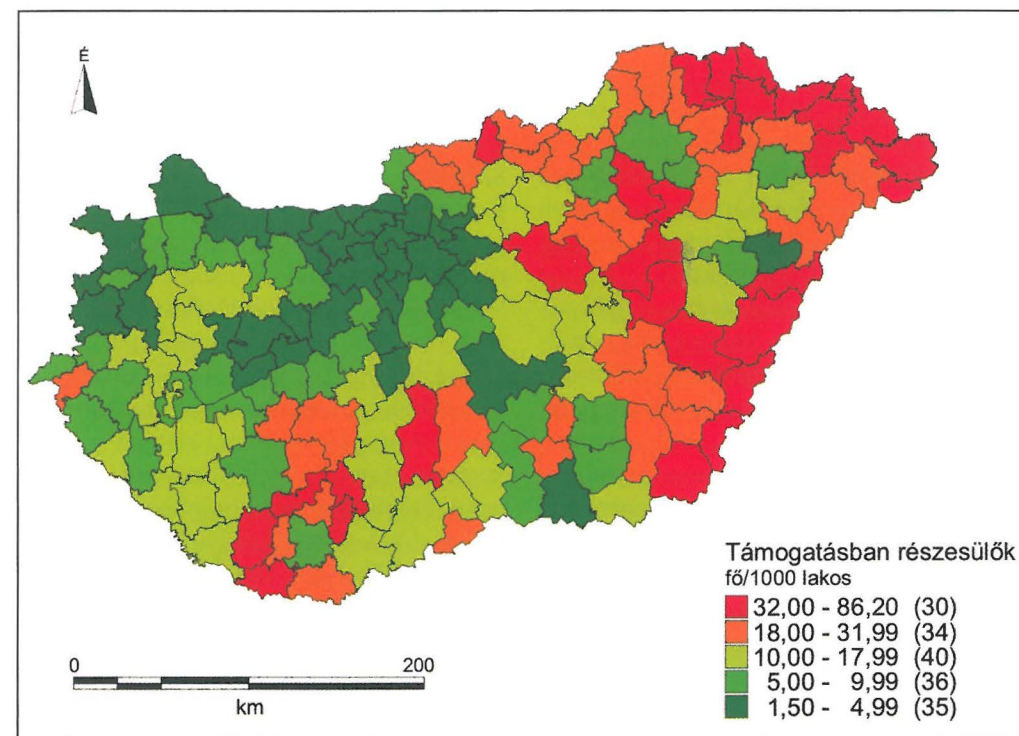 É
Támogatásban részesülők
fő/1000 lakos
32,00 - 86,20 (30)
18,00 - 31,99 (34)
10,00 - 17,99 (40)
5,00 - 9,99 (36)
1,50 - 4,99 (35)
0 200
km